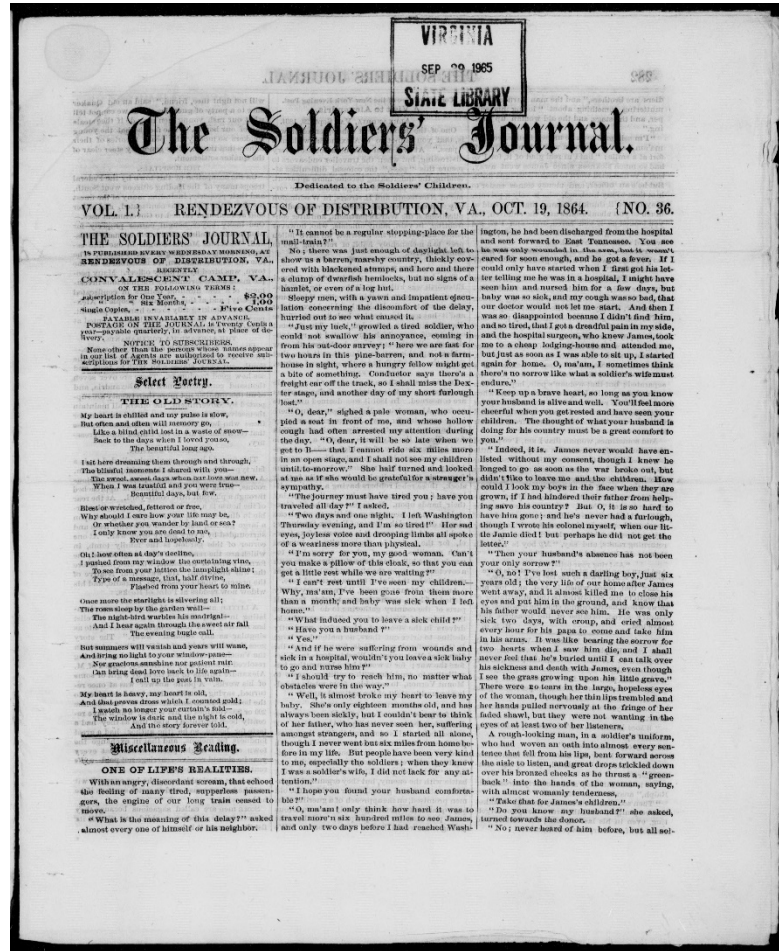 VIRGINIA
SEP 29 1965
STATE LIBRARY
The Soldiers' Journal.
Dedicated to the Soldiers' Children.
VOL. 1.} RENDEZVOUS OF DISTRIBUTION, VA., OCT. 19, 1864. {NO. 36.
THE SOLDIERS' JOURNAL,
IS PUBLISHED EVERY WEDNESDAY MORNING, AT
RENDEZVOUS OF DISTRIBUTION, VA.,
RECENTLY
CONVALESCENT CAMP, VA.,
ON THE FOLLOWING TERMS:
Subscription for One Year, - - - $2,00
" " Six Months, - - - 1,00
Single Copies, - - - Five Cents
PAYABLE INVARIABLY IN ADVANCE.
POSTAGE ON THE JOURNAL is Twenty Cents a
year—payable quarterly, in advance, at place of de-
livery.
NOTICE TO SUBSCRIBERS.
None other than the persons whose names appear
in our list of Agents are authorized to receive sub-
scriptions for THE SOLDIERS' JOURNAL.
Select Poetry.
THE OLD STORY.
My heart is chilled and my pulse is slow,
But often and often will memory go,
Like a blind child lost in a waste of snow—
Back to the days when I loved you so,
The beautiful long ago.
I sit here dreaming them through and through,
The blissful moments I shared with you—
The sweet, sweet days when our love was new,
When I was trustful and you were true—
Beautiful days, but few.
Blest or wretched, fettered or free,
Why should I care how your life may be,
Or whether you wander by land or sea?
I only know you are dead to me,
Ever and hopelessly.
Oh! how often at day's decline,
I pushed from my window the curtaining vine,
To see from your lattice the lamplight shine;
Type of a message, that, half divine,
Flashed from your heart to mine.
Once more the starlight is silvering all;
The roses sleep by the garden wall—
The night-bird warbles his madrigal—
And I hear again through the sweet air fall
The evening bugle call.
But summers will vanish and years will wane,
And bring no light to your window-pane—
Nor gracious sunshine nor patient rain
Can bring dead love back to life again—
I call up the past in vain.
My heart is heavy, my heart is old,
And that proves dross which I counted gold;
I watch no longer your curtain's fold—
The window is dark and the night is cold,
And the story forever told.
Miscellaneous Reading.
ONE OF LIFE'S REALITIES.
With an angry, discordant scream, that echoed
the feeling of many tired, supperless passen-
gers, the engine of our long train ceased to
move.
"What is the meaning of this delay?" asked
almost every one of himself or his neighbor.
"It cannot be a regular stopping-place for the
mail-train?"
No; there was just enough of daylight left to
show us a barren, marshy country, thickly cov-
ered with blackened stumps, and here and there
a clump of dwarfish hemlocks, but no signs of a
hamlet, or even of a log hut.
Sleepy men, with a yawn and impatient ejacu-
lation concerning the discomfort of the delay,
hurried out to see what caused it.
"Just my luck," growled a tired soldier, who
could not swallow his annoyance, coming in
from his out-door survey; "here we are fast for
two hours in this pine-barren, and not a farm-
house in sight, where a hungry fellow might get
a bite of something. Conductor says there's a
freight car off the track, so I shall miss the Dex-
ter stage, and another day of my short furlough
lost."
"O, dear," sighed a pale woman, who occu-
pied a seat in front of me, and whose hollow
cough had often arrested my attention during
the day. "O, dear, it will be so late when we
get to B— that I cannot ride six miles more
in an open stage, and I shall not see my children
until to-morrow." She half turned and looked
at me as if she would be grateful for a stranger's
sympathy.
"The journey must have tired you; have you
traveled all day?" I asked.
"Two days and one night. I left Washington
Thursday evening, and I'm so tired!" Her sad
eyes, joyless voice and drooping limbs all spoke
of a weariness more than physical.
"I'm sorry for you, my good woman. Can't
you make a pillow of this cloak, so that you can
get a little rest while we are waiting?"
"I can't rest until I've seen my children.—
Why, ma'am, I've been gone from them more
than a month; and baby was sick when I left
home."
"What induced you to leave a sick child?"
"Have you a husband?"
"Yes."
"And if he were suffering from wounds and
sick in a hospital, wouldn't you leave a sick baby
to go and nurse him?"
"I should try to reach him, no matter what
obstacles were in the way."
"Well, it almost broke my heart to leave my
baby. She's only eighteen months old, and has
always been sickly, but I couldn't bear to think
of her father, who has never seen her, suffering
amongst strangers, and so I started all alone,
though I never went but six miles from home be-
fore in my life. But people have been very kind
to me, especially the soldiers; when they knew
I was a soldier's wife, I did not lack for any at-
tention."
"I hope you found your husband comforta-
ble?"
"O, ma'am! only think how hard it was to
travel more'n six hundred miles to see James,
and only two days before I had reached Wash-
ington, he had been discharged from the hospital
and sent forward to East Tennessee. You see
he was only wounded in the arm, but it wasn't
cared for soon enough, and he got a fever. If I
could only have started when I first got his let-
ter telling me he was in a hospital, I might have
seen him and nursed him for a few days, but
baby was so sick, and my cough was so bad, that
our doctor would not let me start. And then I
was so disappointed because I didn't find him,
and so tired, that I got a dreadful pain in my side,
and the hospital surgeon, who knew James, took
me to a cheap lodging-house and attended me,
but just as soon as I was able to sit up, I started
again for home. O, ma'am, I sometimes think
there's no sorrow like what a soldier's wife must
endure."
"Keep up a brave heart, so long as you know
your husband is alive and well. You'll feel more
cheerful when you get rested and have seen your
children. The thought of what your husband is
doing for his country must be a great comfort to
you."
"Indeed, it is. James never would have en-
listed without my consent, though I knew he
longed to go as soon as the war broke out, but
didn't like to leave me and the children. How
could I look my boys in the face when they are
grown, if I had hindered their father from help-
ing save his country? But O, it is so hard to
have him gone; and he's never had a furlough,
though I wrote his colonel myself, when our lit-
tle Jamie died! but perhaps he did not get the
letter."
"Then your husband's absence has not been
your only sorrow?"
"O, no! I've lost such a darling boy, just six
years old; the very life of our home after James
went away, and it almost killed me to close his
eyes and put him in the ground, and know that
his father would never see him. He was only
sick two days, with croup, and cried almost
every hour for his papa to come and take him
in his arms. It was like bearing the sorrow for
two hearts when I saw him die, and I shall
never feel that he's buried until I can talk over
his sickness and death with James, even though
I see the grass growing upon his little grave."
There were no tears in the large, hopeless eyes
of the woman, though her thin lips trembled and
her hands pulled nervously at the fringe of her
faded shawl, but they were not wanting in the
eyes of at least two of her listeners.
A rough-looking man, in a soldier's uniform,
who had woven an oath into almost every sen-
tence that fell from his lips, bent forward across
the aisle to listen, and great drops trickled down
over his bronzed cheeks as he thrust a "green-
back" into the hands of the woman, saying,
with almost womanly tenderness,
"Take that for James's children."
"Do you know my husband?" she asked,
turned towards the donor.
"No; never heard of him before, but all sol-